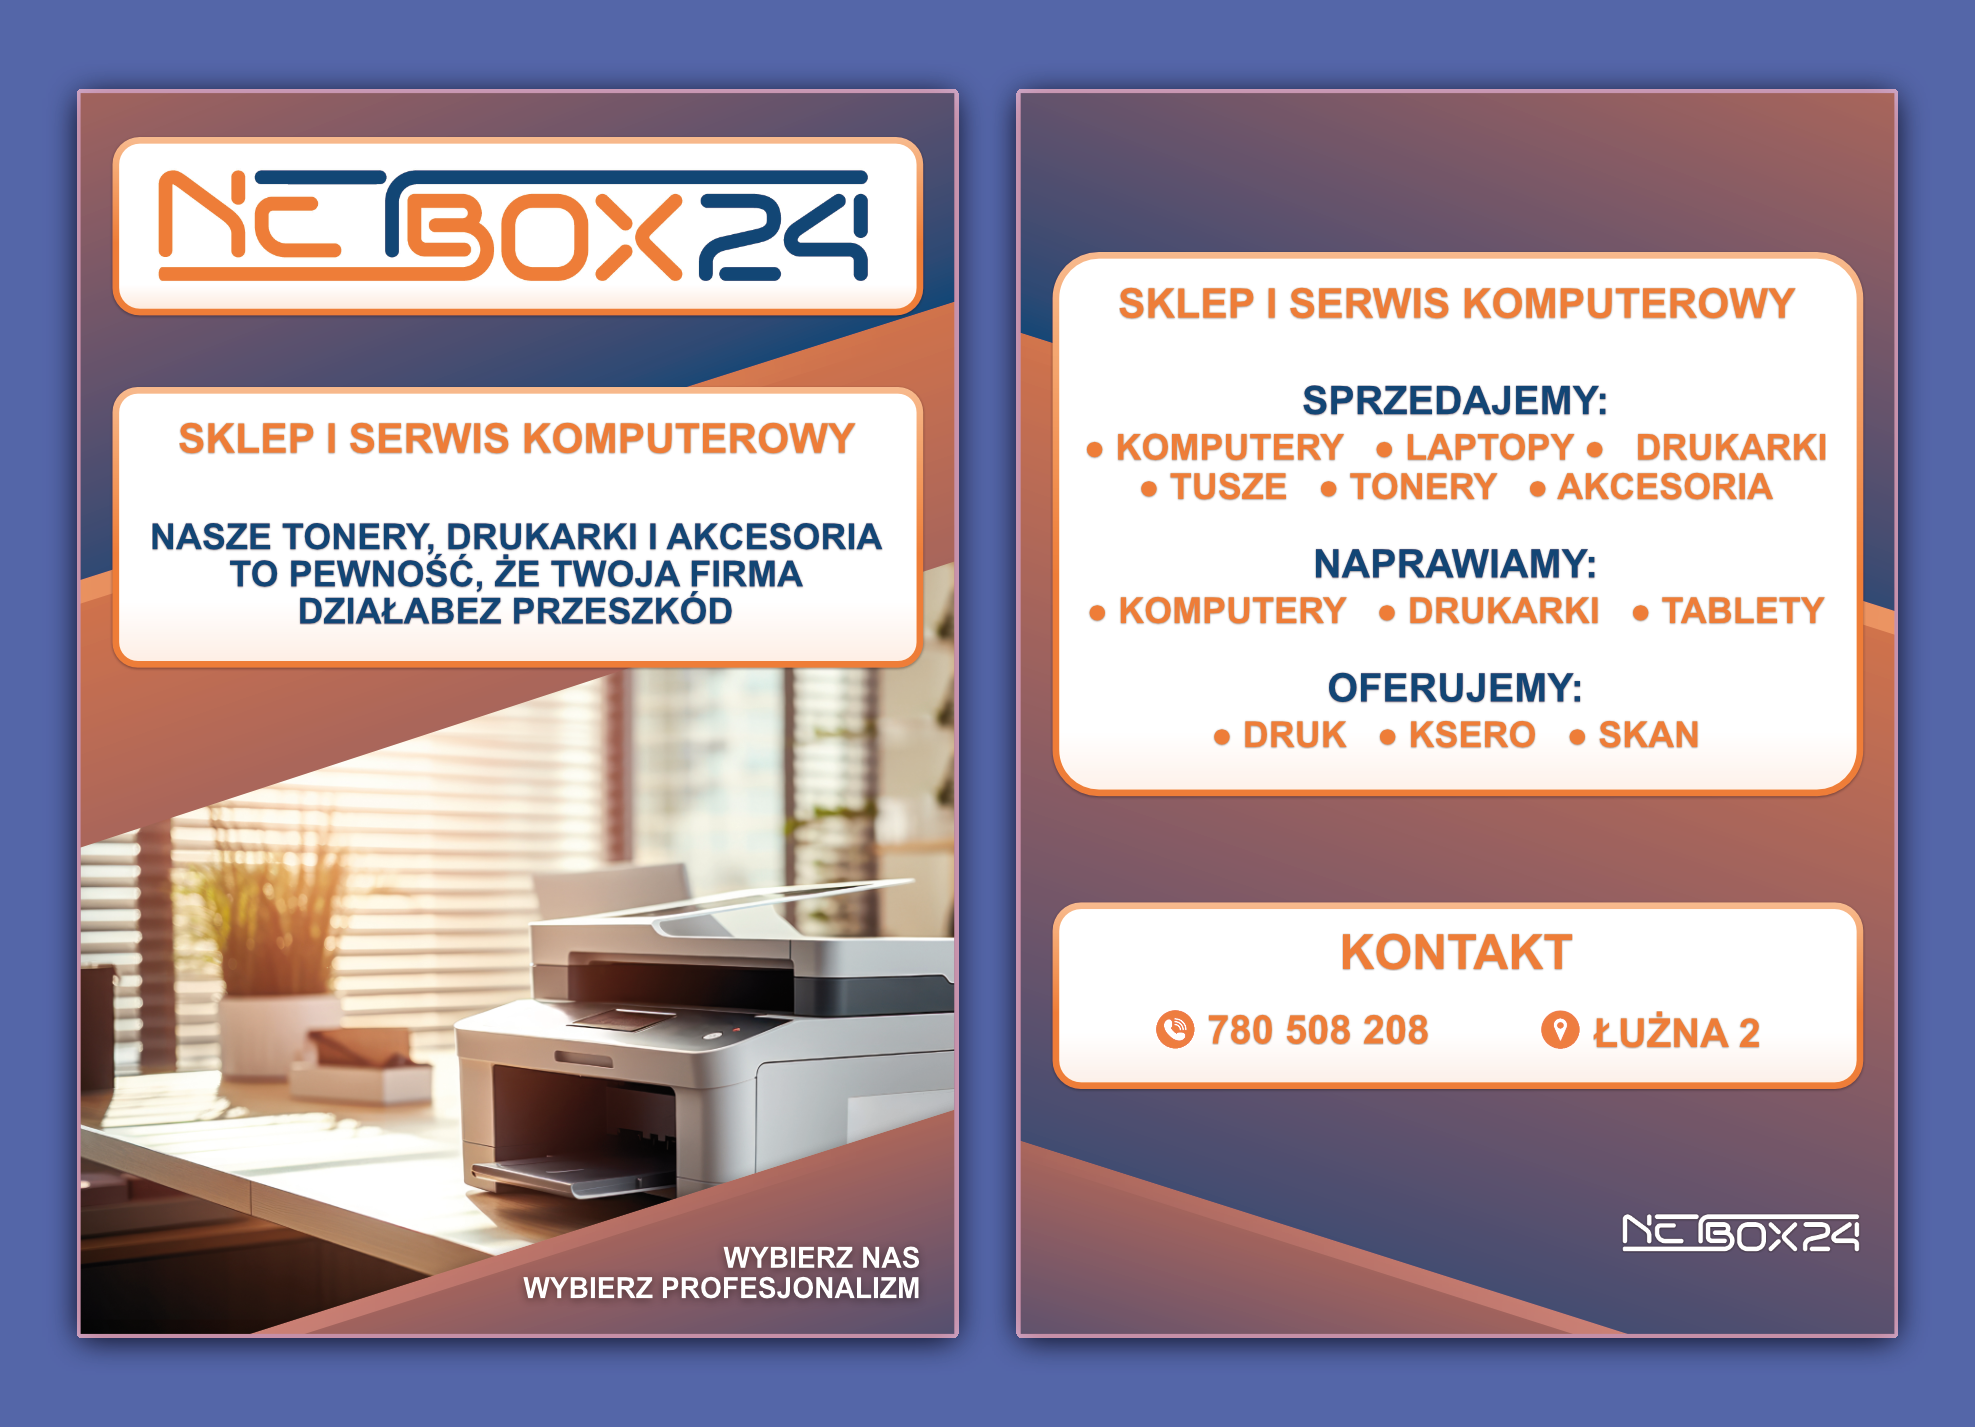 NETBOX24
SKLEP I SERWIS KOMPUTEROWY
NASZE TONERY, DRUKARKI I AKCESORIA
TO PEWNOŚĆ, ŻE TWOJA FIRMA
DZIAŁABEZ PRZESZKÓD
WYBIERZ NAS
WYBIERZ PROFESJONALIZM
SKLEP I SERWIS KOMPUTEROWY
SPRZEDAJEMY:
● KOMPUTERY ● LAPTOPY ● DRUKARKI
● TUSZE ● TONERY ● AKCESORIA
NAPRAWIAMY:
● KOMPUTERY ● DRUKARKI ● TABLETY
OFERUJEMY:
● DRUK ● KSERO ● SKAN
KONTAKT
780 508 208
ŁUŻNA 2
NETBOX24